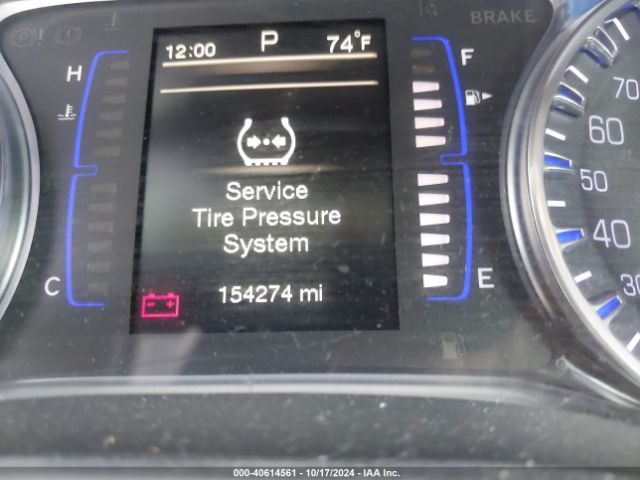 BRAKE
12:00 P 74°F
H
F
70
60
50
40
30
Service
Tire Pressure
System
C
E
154274 mi
- +
000-40614561 - 10/17/2024 - IAA Inc.